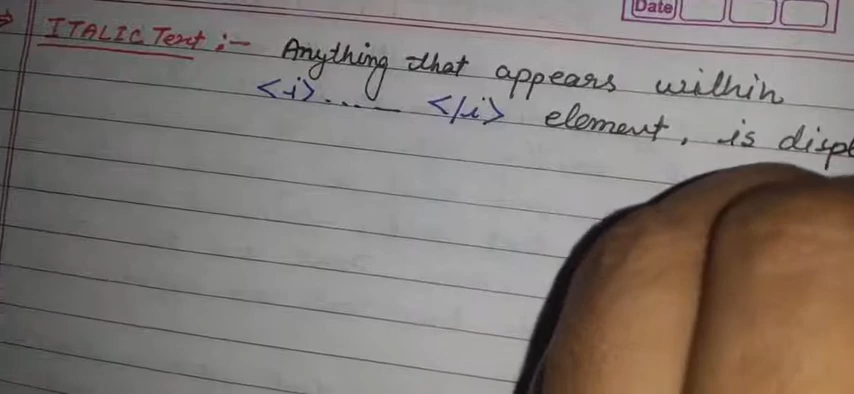 Date
ITALIC Text :- Anything that appears within
<i>.... </i> element, is